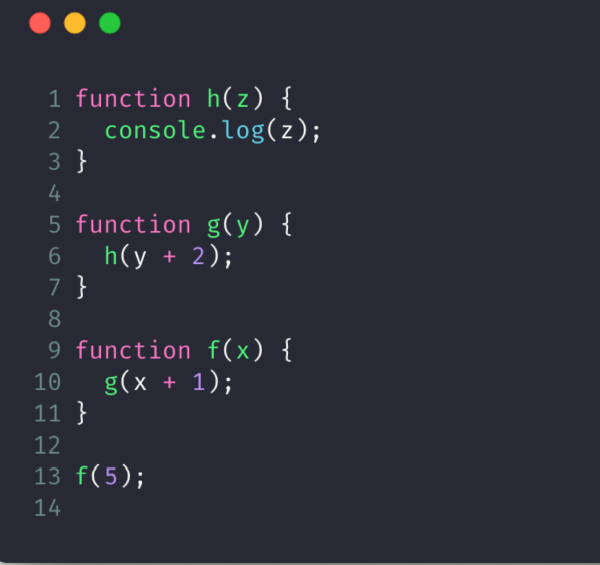 1 function h(z) {
2   console.log(z);
3 }
4
5 function g(y) {
6   h(y + 2);
7 }
8
9 function f(x) {
10   g(x + 1);
11 }
12
13 f(5);
14